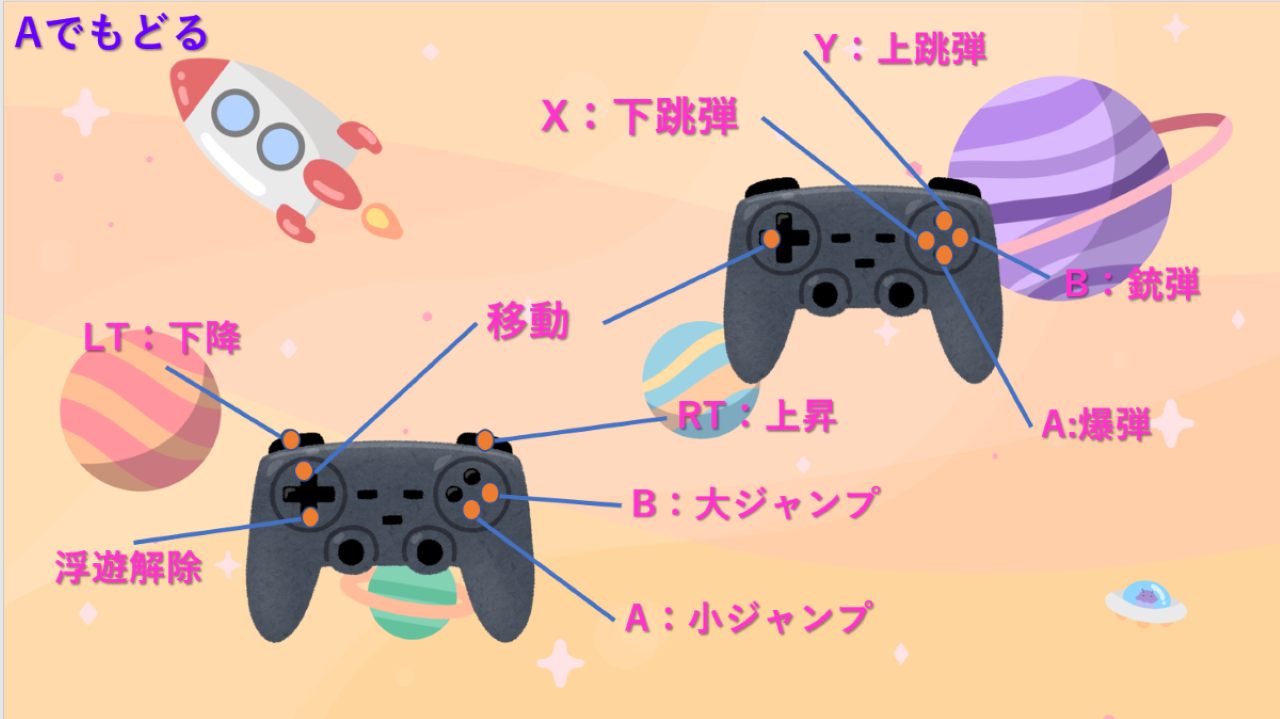 Aでもどる
Y：上跳弾
X：下跳弾
B：銃弾
移動
LT：下降
RT：上昇
A:爆弾
B：大ジャンプ
浮遊解除
A：小ジャンプ